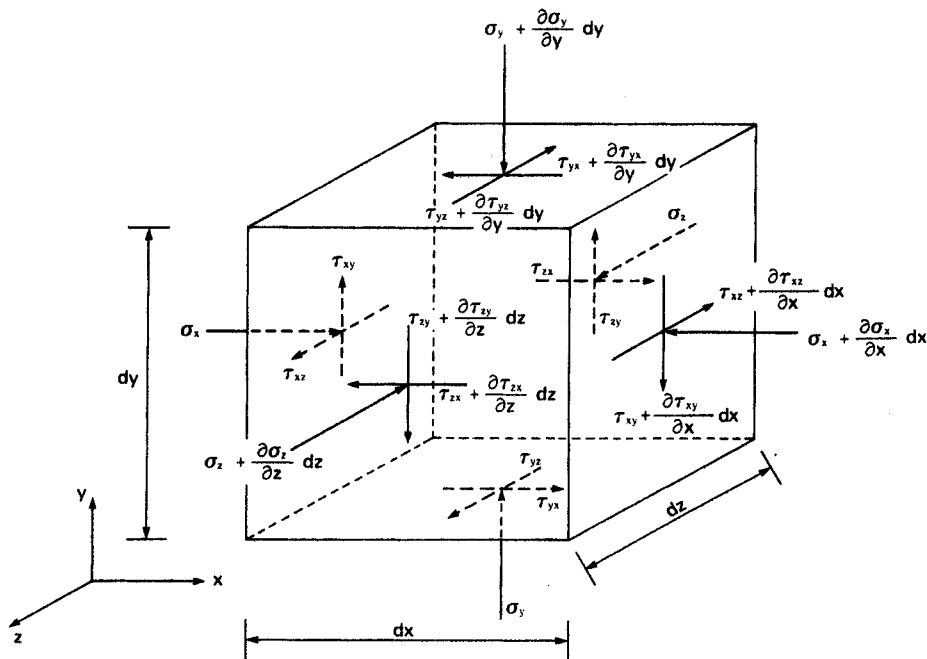 σy + ∂σy/∂y dy
τyx + ∂τyx/∂y dy
τyz + ∂τyz/∂y dy
σz
τxy
τzx
τzy + ∂τzy/∂z dz
τzy
τxz + ∂τxz/∂x dx
σx
σx + ∂σx/∂x dx
τxz
dy
τzx + ∂τzx/∂z dz
τxy + ∂τxy/∂x dx
σz + ∂σz/∂z dz
τyz
τyx
dz
y
x
z
σy
dx